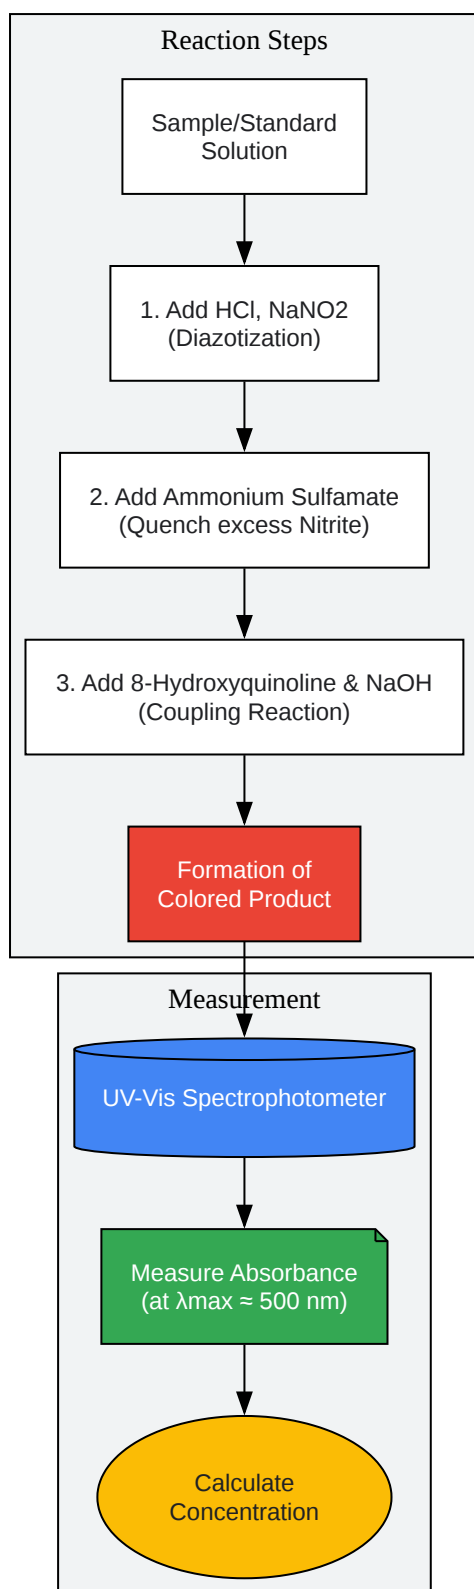 Reaction Steps
Sample/Standard
Solution
1. Add HCl, NaNO2
(Diazotization)
2. Add Ammonium Sulfamate
(Quench excess Nitrite)
3. Add 8-Hydroxyquinoline & NaOH
(Coupling Reaction)
Formation of
Colored Product
Measurement
UV-Vis Spectrophotometer
Measure Absorbance
(at λmax ≈ 500 nm)
Calculate
Concentration